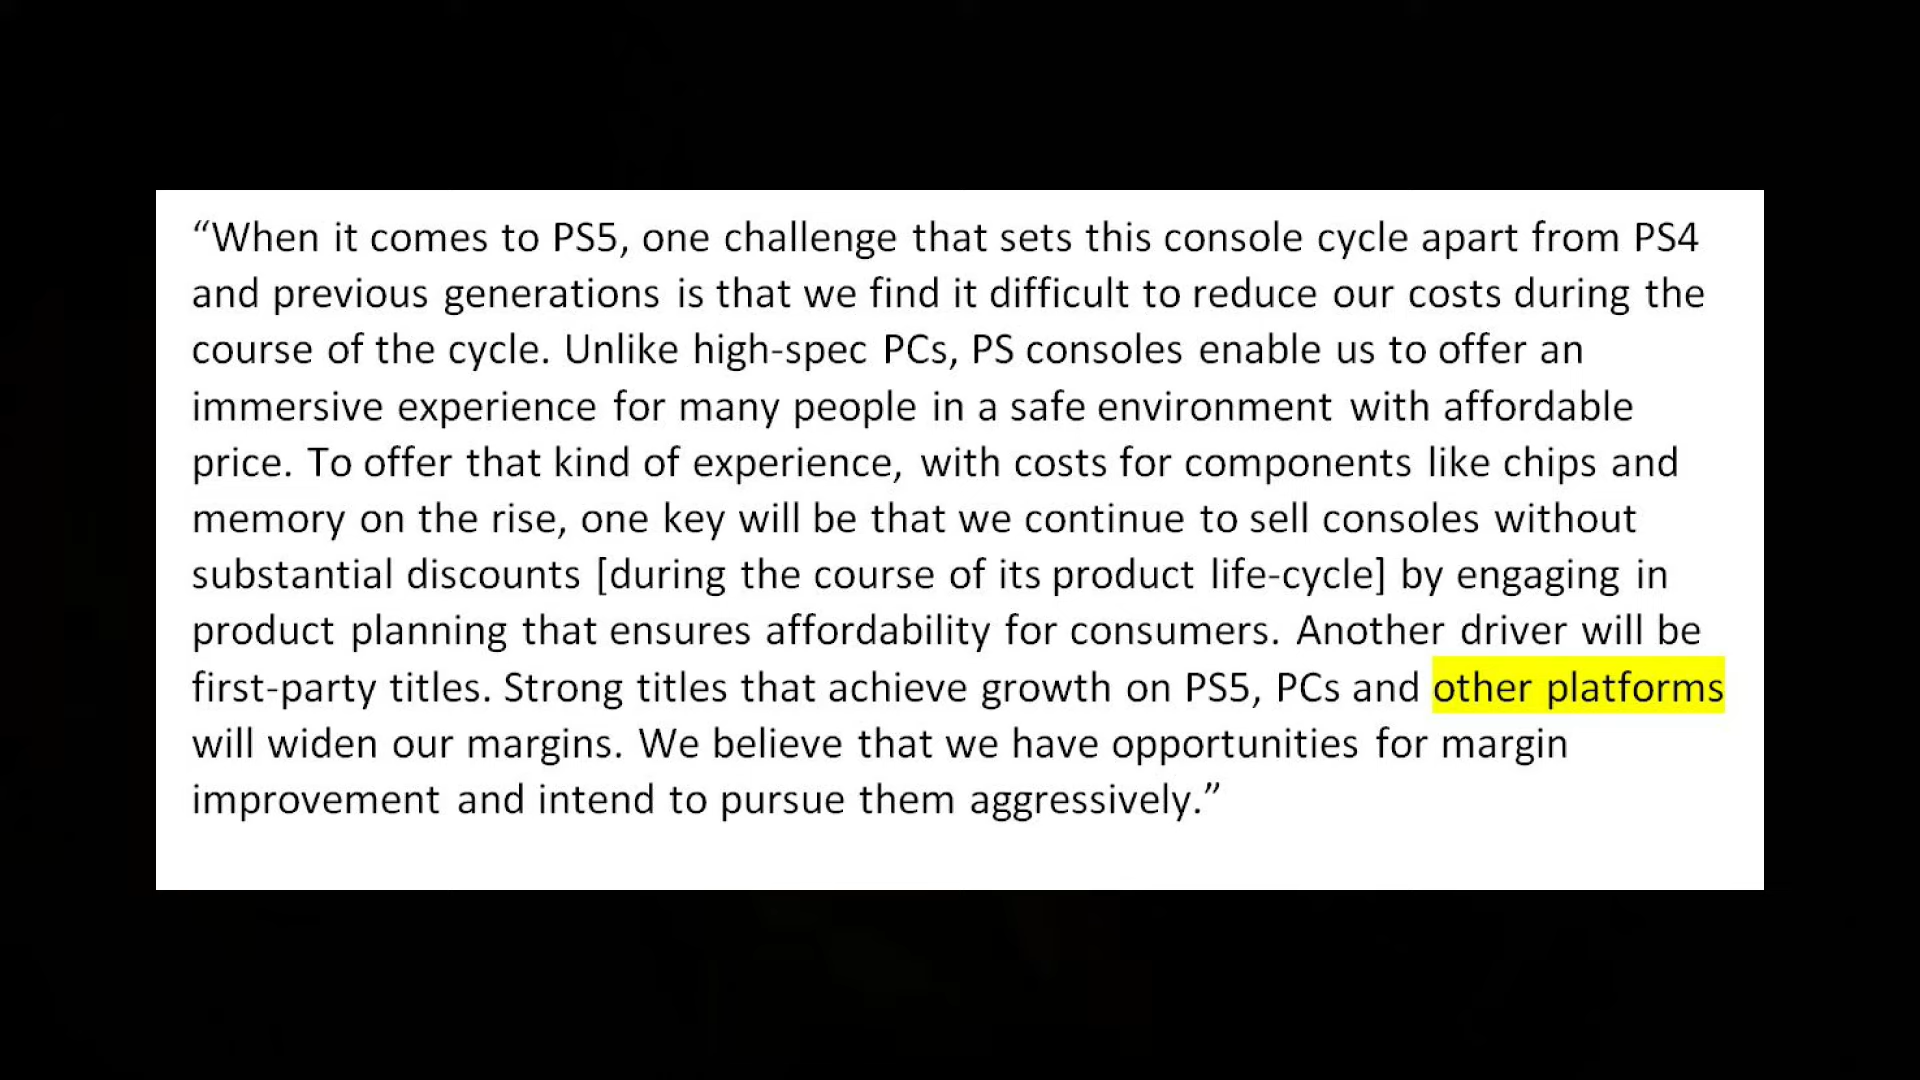 “When it comes to PS5, one challenge that sets this console cycle apart from PS4
and previous generations is that we find it difficult to reduce our costs during the
course of the cycle. Unlike high-spec PCs, PS consoles enable us to offer an
immersive experience for many people in a safe environment with affordable
price. To offer that kind of experience, with costs for components like chips and
memory on the rise, one key will be that we continue to sell consoles without
substantial discounts [during the course of its product life-cycle] by engaging in
product planning that ensures affordability for consumers. Another driver will be
first-party titles. Strong titles that achieve growth on PS5, PCs and other platforms
will widen our margins. We believe that we have opportunities for margin
improvement and intend to pursue them aggressively.”